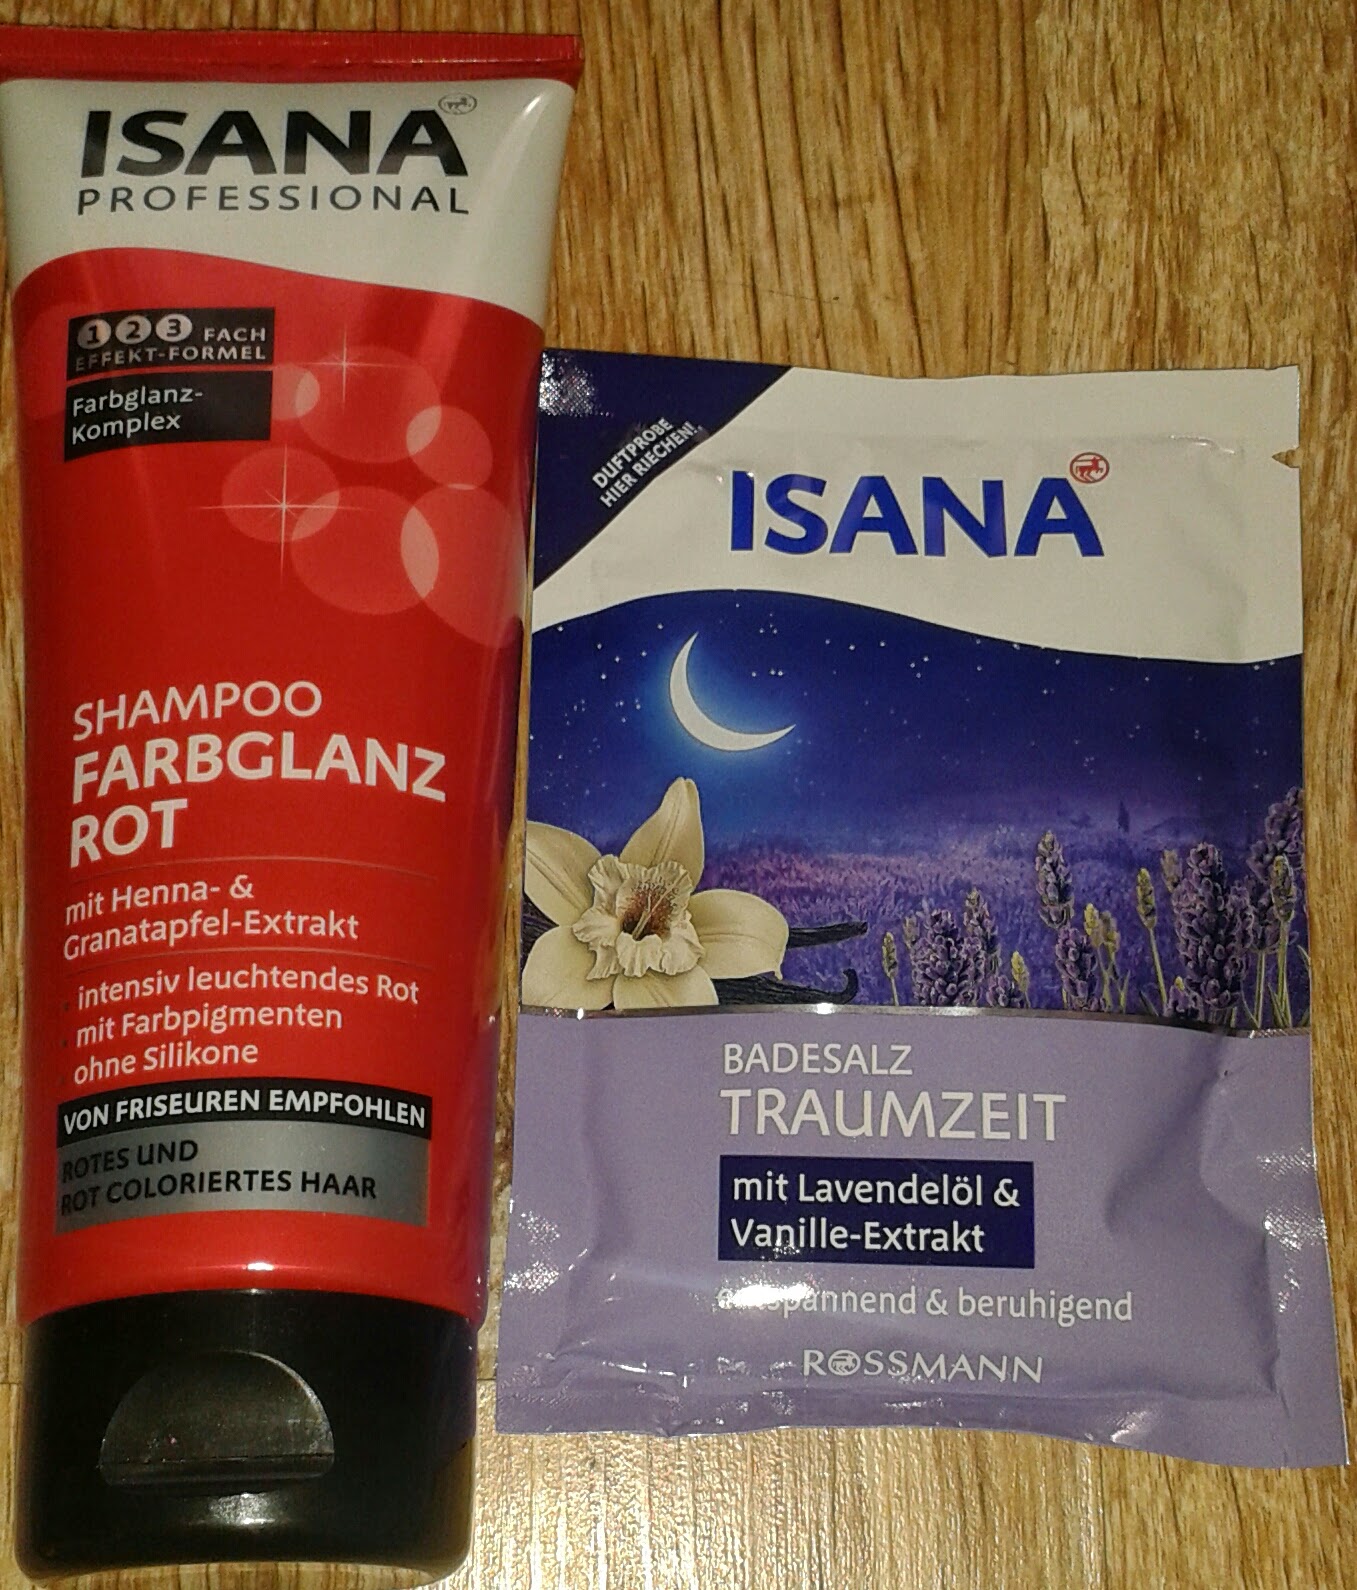 ISANA
PROFESSIONAL
1 2 3 FACH
EFFEKT-FORMEL
Farbglanz-
Komplex
SHAMPOO
FARBGLANZ
ROT
mit Henna- &
Granatapfel-Extrakt
· intensiv leuchtendes Rot
· mit Farbpigmenten
· ohne Silikone
VON FRISEUREN EMPFOHLEN
ROTES UND
ROT COLORIERTES HAAR
DUFTPROBE
HIER RIECHEN!
ISANA
BADESALZ
TRAUMZEIT
mit Lavendelöl &
Vanille-Extrakt
entspannend & beruhigend
ROSSMANN